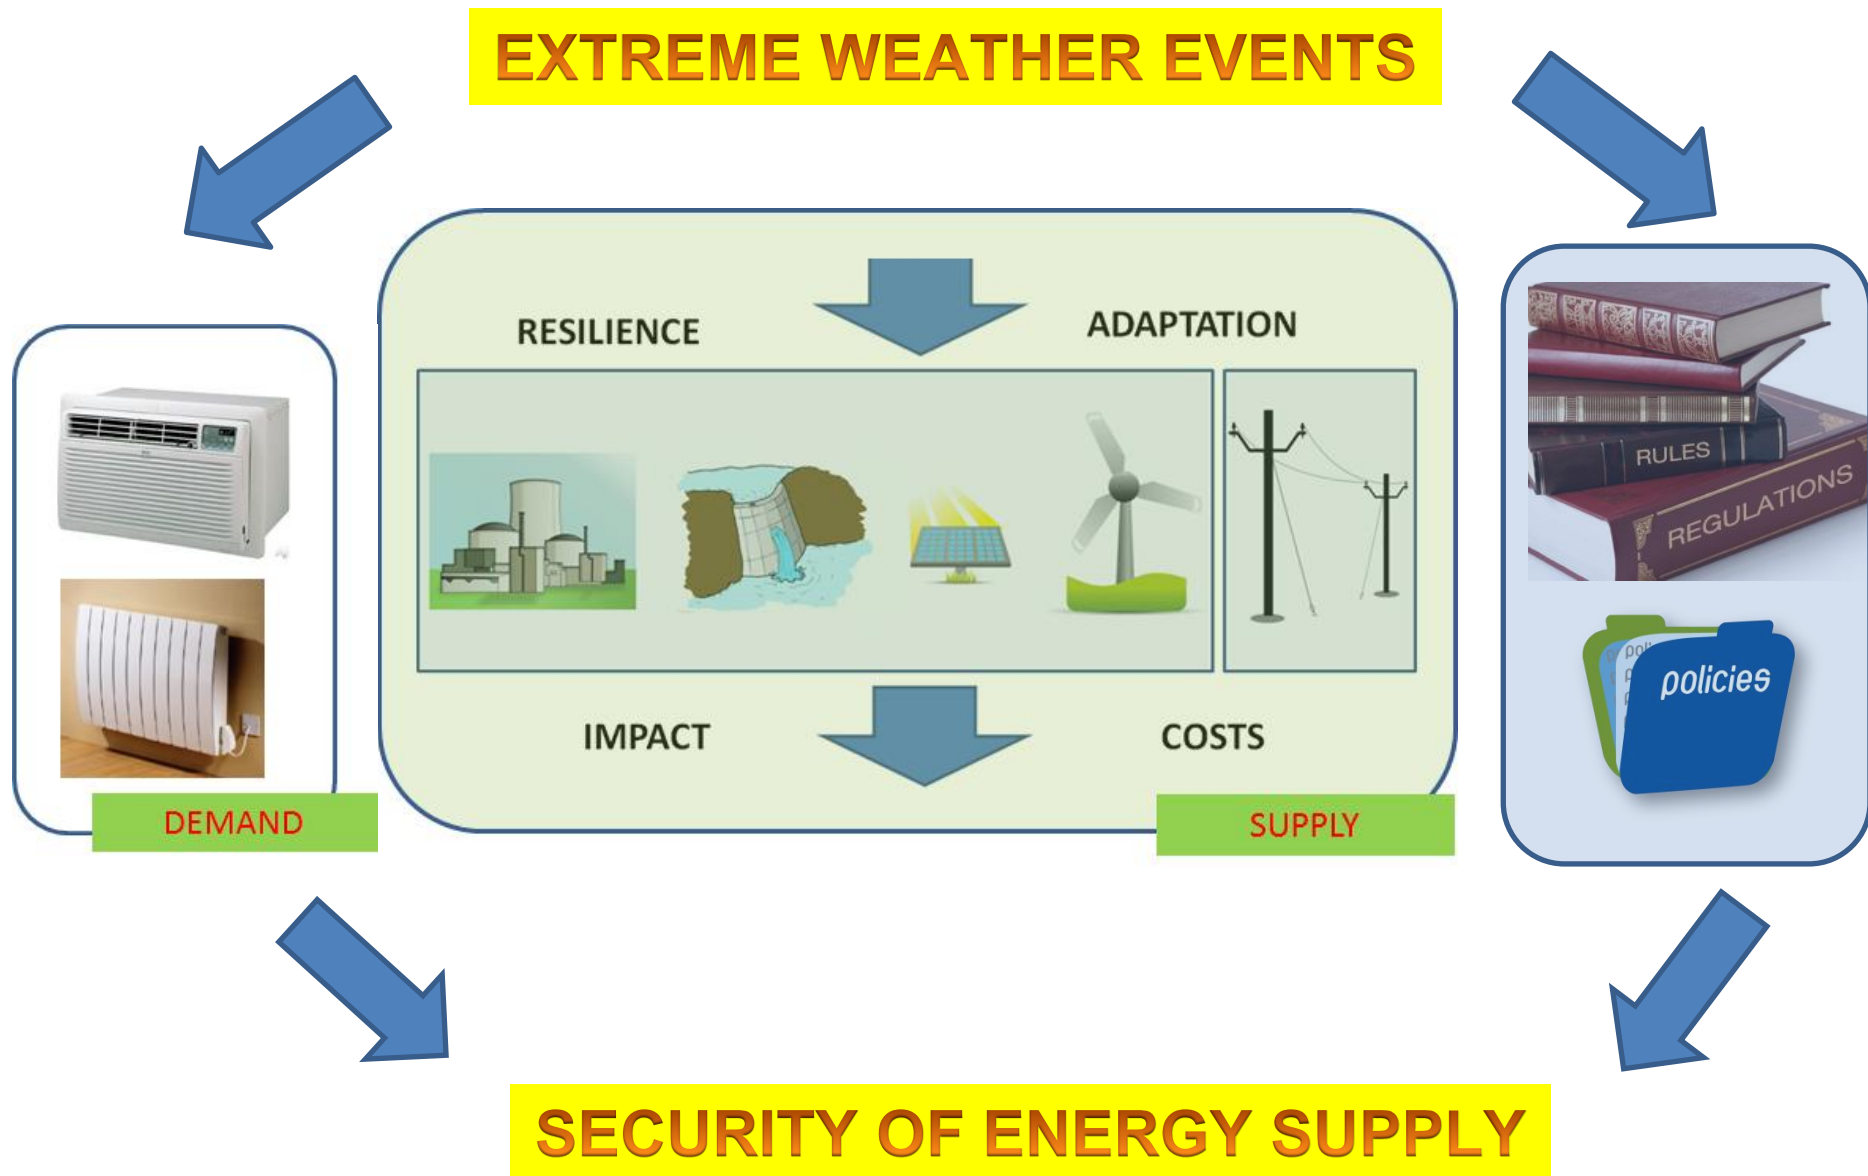 EXTREME WEATHER EVENTS
RESILIENCE
ADAPTATION
IMPACT
COSTS
DEMAND
SUPPLY
RULES
REGULATIONS
policies
SECURITY OF ENERGY SUPPLY